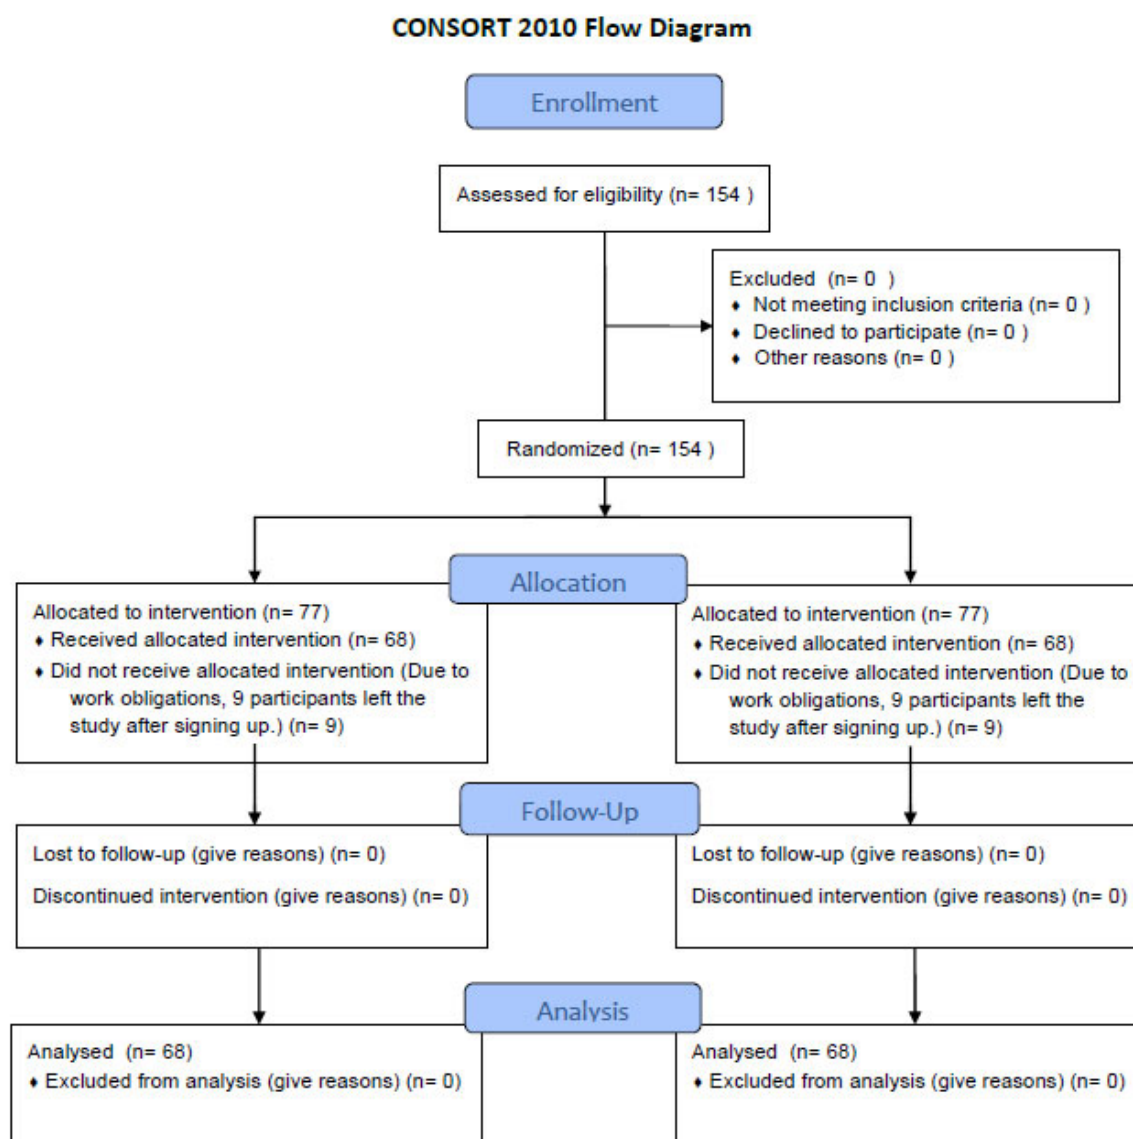 CONSORT 2010 Flow Diagram
Enrollment
Assessed for eligibility (n= 154 )
Excluded (n= 0 )
♦ Not meeting inclusion criteria (n= 0 )
♦ Declined to participate (n= 0 )
♦ Other reasons (n= 0 )
Randomized (n= 154 )
Allocation
Allocated to intervention (n= 77)
♦ Received allocated intervention (n= 68)
♦ Did not receive allocated intervention (Due to
work obligations, 9 participants left the
study after signing up.) (n= 9)
Allocated to intervention (n= 77)
♦ Received allocated intervention (n= 68)
♦ Did not receive allocated intervention (Due to
work obligations, 9 participants left the
study after signing up.) (n= 9)
Follow-Up
Lost to follow-up (give reasons) (n= 0)
Discontinued intervention (give reasons) (n= 0)
Lost to follow-up (give reasons) (n= 0)
Discontinued intervention (give reasons) (n= 0)
Analysis
Analysed (n= 68)
♦ Excluded from analysis (give reasons) (n= 0)
Analysed (n= 68)
♦ Excluded from analysis (give reasons) (n= 0)